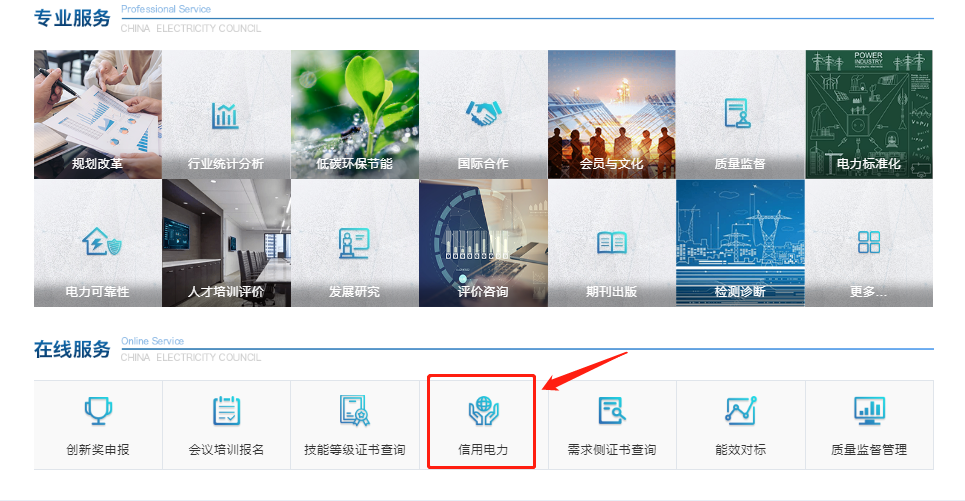 专业服务
Professional Service
CHINA ELECTRICITY COUNCIL
POWER
INDUSTRY
规划改革
行业统计分析
低碳环保节能
国际合作
会员与文化
质量监督
电力标准化
电力可靠性
人才培训评价
发展研究
评价咨询
期刊出版
检测诊断
更多...
在线服务
Online Service
CHINA ELECTRICITY COUNCIL
创新奖申报
会议培训报名
技能等级证书查询
信用电力
需求侧证书查询
能效对标
质量监督管理